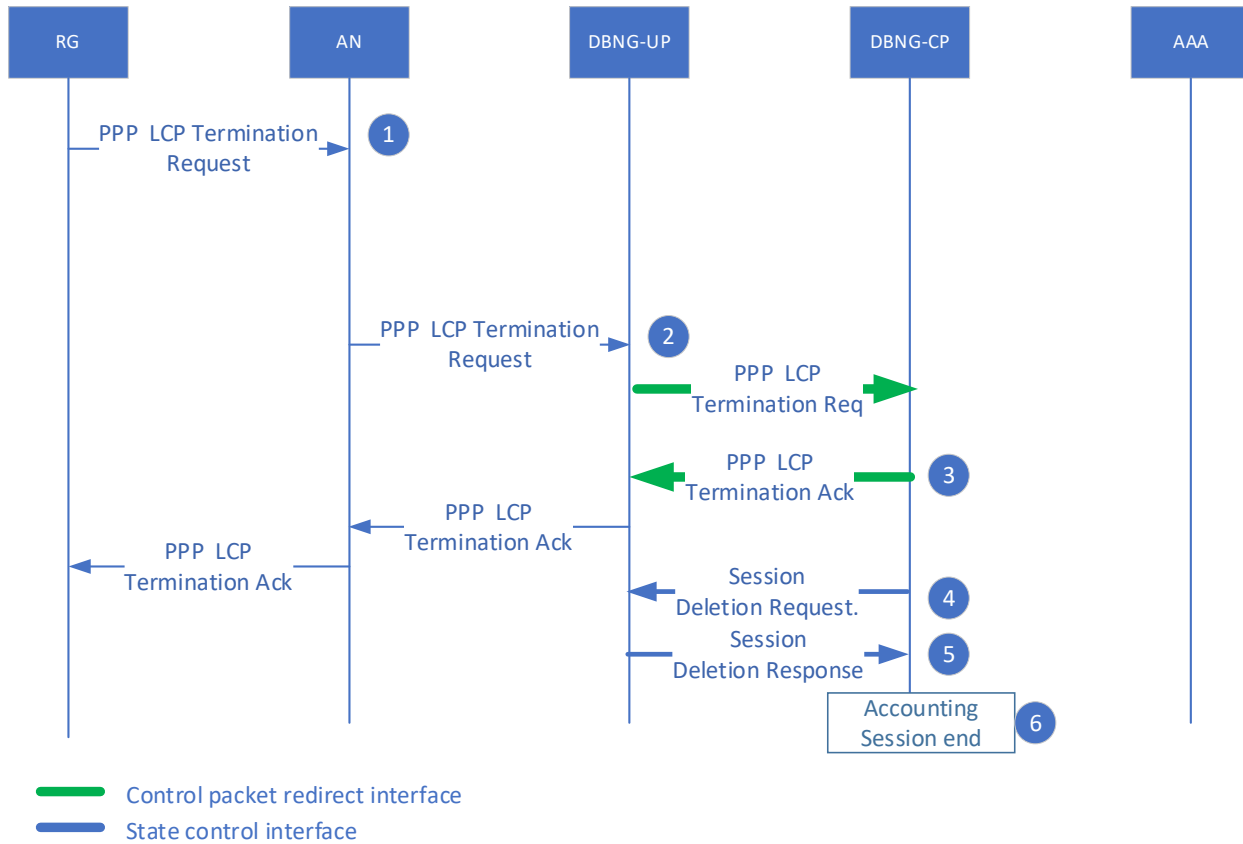 RG
AN
DBNG-UP
DBNG-CP
AAA
PPP LCP Termination
Request
1
PPP LCP Termination
Request
2
PPP LCP
Termination Req
PPP LCP
Termination Ack
3
PPP LCP
Termination Ack
PPP LCP
Termination Ack
Session
Deletion Request.
4
Session
Deletion Response
5
Accounting
Session end
6
Control packet redirect interface
State control interface